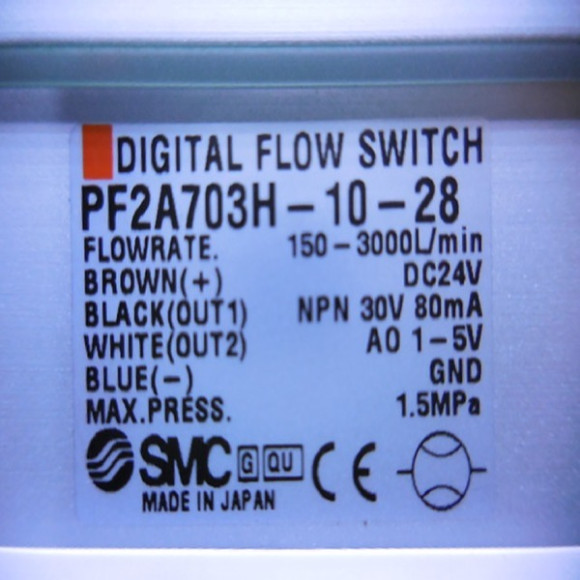 DIGITAL FLOW SWITCH
PF2A703H-10-28
FLOWRATE. 150-3000L/min
BROWN(+) DC24V
BLACK(OUT1) NPN 30V 80mA
WHITE(OUT2) AO 1-5V
BLUE(-) GND
MAX.PRESS. 1.5MPa
SMC G QU CE
MADE IN JAPAN